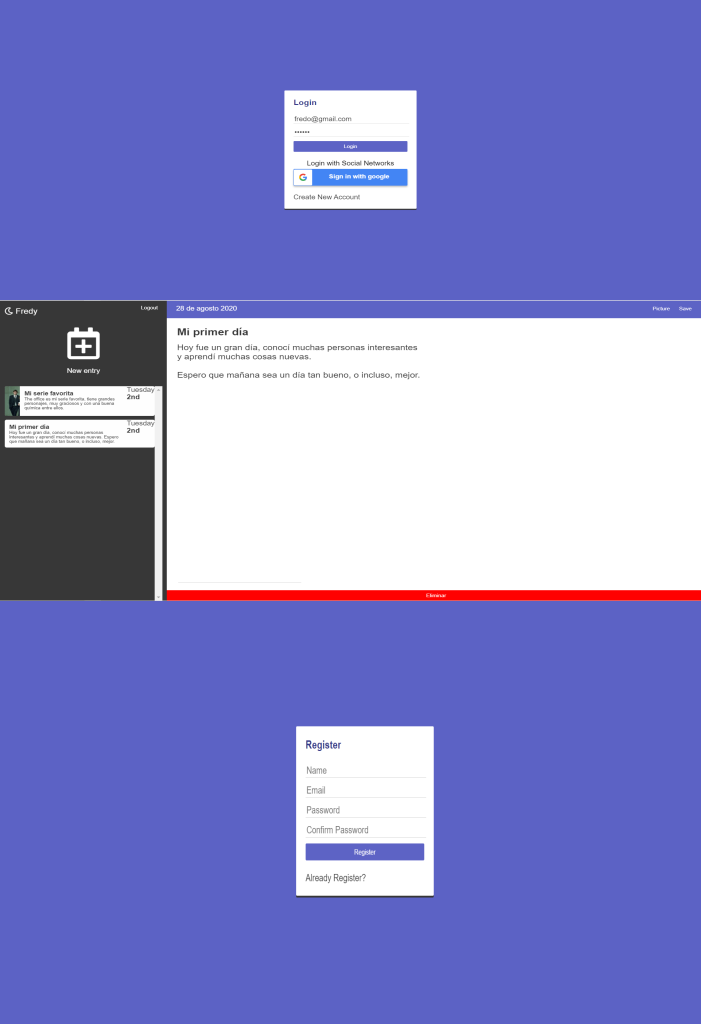 Login
fredo@gmail.com
••••••
Login
Login with Social Networks
G Sign in with google
Create New Account
Fredy
Logout
New entry
Mi serie favorita
The office es mi serie favorita, tiene grandes
personajes, muy graciosos y con una buena
quimica entre ellos.
Tuesday
2nd
Mi primer día
Hoy fue un gran día, conocí muchas personas
interesantes y aprendí muchas cosas nuevas. Espero
que mañana sea un día tan bueno, o incluso, mejor.
Tuesday
2nd
28 de agosto 2020
Picture
Save
Mi primer día
Hoy fue un gran día, conocí muchas personas interesantes
y aprendí muchas cosas nuevas.
Espero que mañana sea un día tan bueno, o incluso, mejor.
Eliminar
Register
Name
Email
Password
Confirm Password
Register
Already Register?